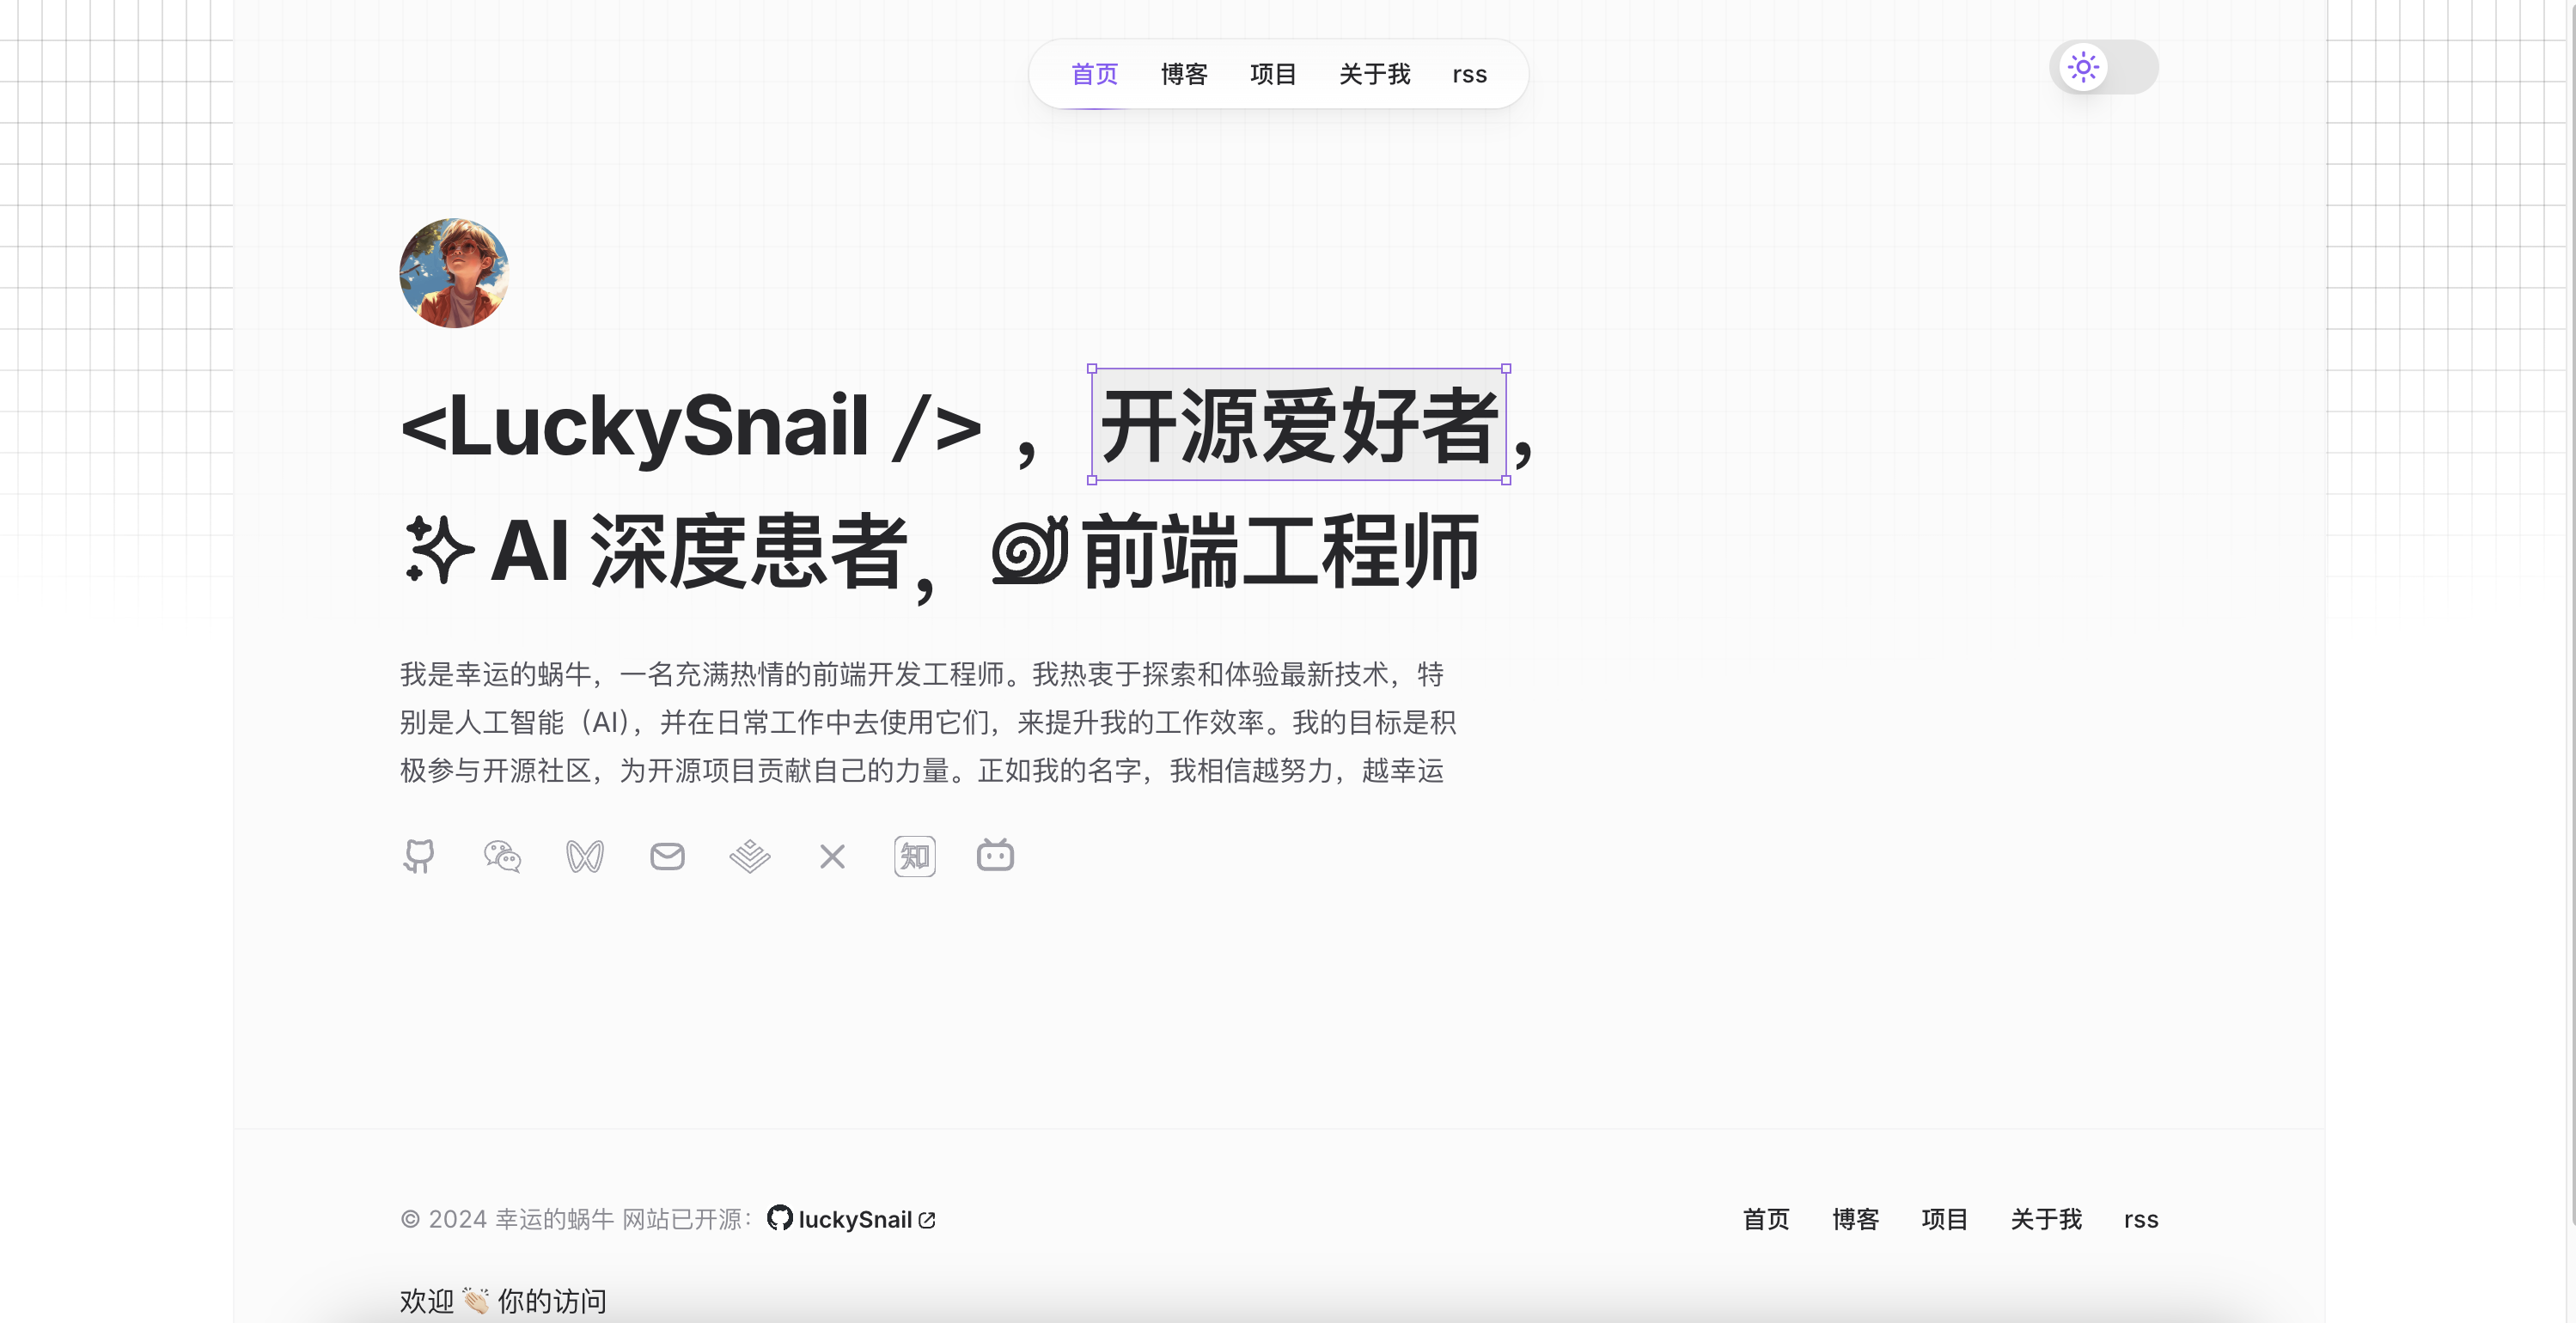 首页 博客 项目 关于我 rss
<LuckySnail /> ，开源爱好者，
AI 深度患者，前端工程师
我是幸运的蜗牛，一名充满热情的前端开发工程师。我热衷于探索和体验最新技术，特
别是人工智能（AI），并在日常工作中去使用它们，来提升我的工作效率。我的目标是积
极参与开源社区，为开源项目贡献自己的力量。正如我的名字，我相信越努力，越幸运
知
© 2024 幸运的蜗牛 网站已开源： luckySnail
首页 博客 项目 关于我 rss
欢迎 👏🏻 你的访问